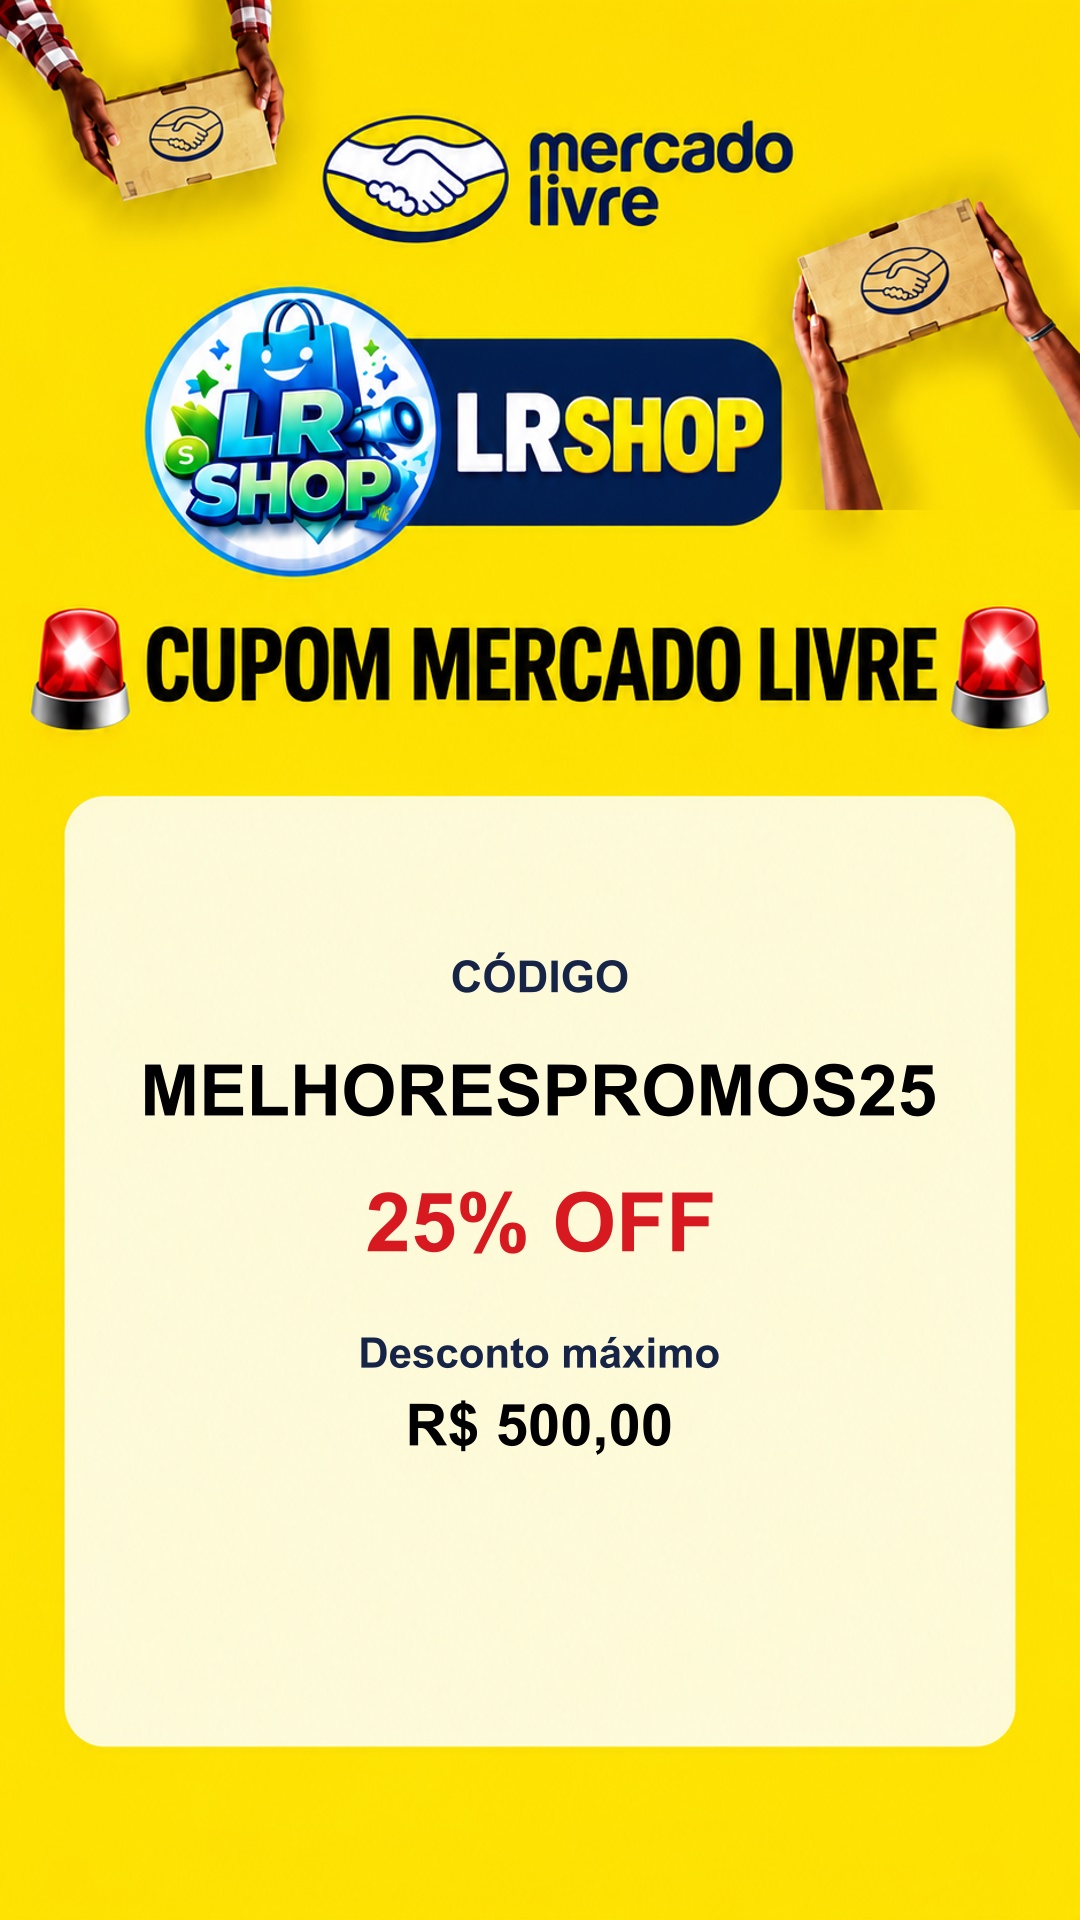 mercado
livre
LR
SHOP
S
LRSHOP
CUPOM MERCADO LIVRE
CÓDIGO
MELHORESPROMOS25
25% OFF
Desconto máximo
R$ 500,00